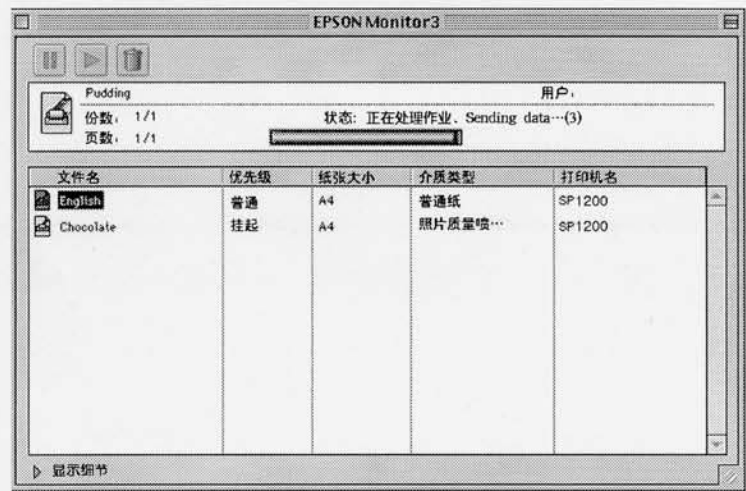 EPSON Monitor3
Pudding 用户:
份数: 1/1 状态: 正在处理作业、Sending data…(3)
页数: 1/1
文件名 优先级 纸张大小 介质类型 打印机名
English 普通 A4 普通纸 SP1200
Chocolate 挂起 A4 照片质量喷… SP1200
显示细节